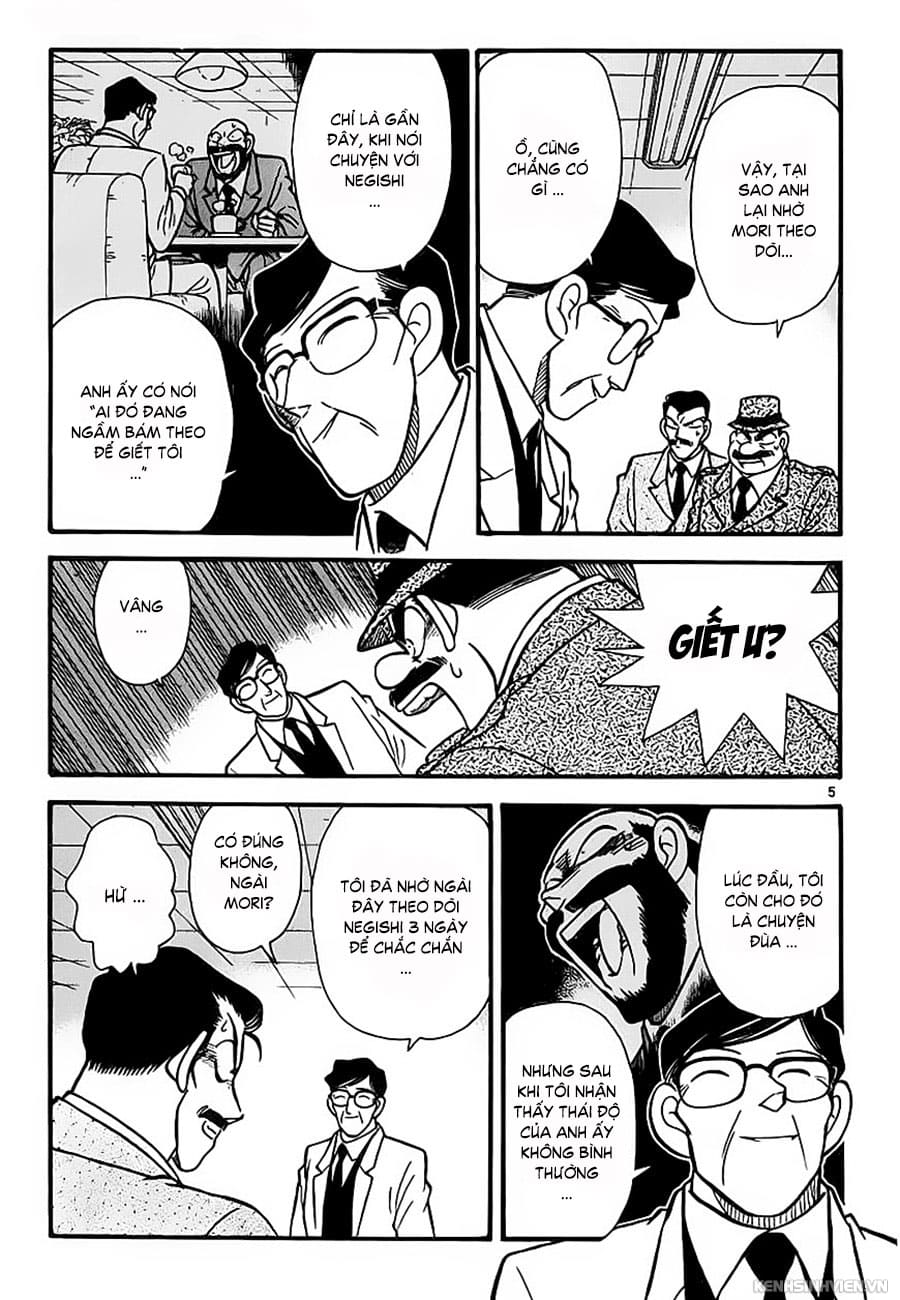 VẬY, TẠI
SAO ANH
LẠI NHỜ
MORI THEO
DÕI...
Ồ, CŨNG
CHẲNG CÓ
GÌ ...
CHỈ LÀ GẦN
ĐÂY, KHI NÓI
CHUYỆN VỚI
NEGISHI
...
ANH ẤY CÓ NÓI
"AI ĐÓ ĐANG
NGẦM BÁM THEO
ĐỂ GIẾT TÔI
..."
GIẾT Ư?
VÂNG
...
5
LÚC ĐẦU, TÔI
CÒN CHO ĐÓ
LÀ CHUYỆN
ĐÙA ...
NHƯNG SAU
KHI TÔI NHẬN
THẤY THÁI ĐỘ
CỦA ANH ẤY
KHÔNG BÌNH
THƯỜNG
...
TÔI ĐÃ NHỜ NGÀI
ĐÂY THEO DÕI
NEGISHI 3 NGÀY
ĐỂ CHẮC CHẮN
...
CÓ ĐÚNG
KHÔNG,
NGÀI
MORI?
HỪ ...
KENHSINHVIEN.VN